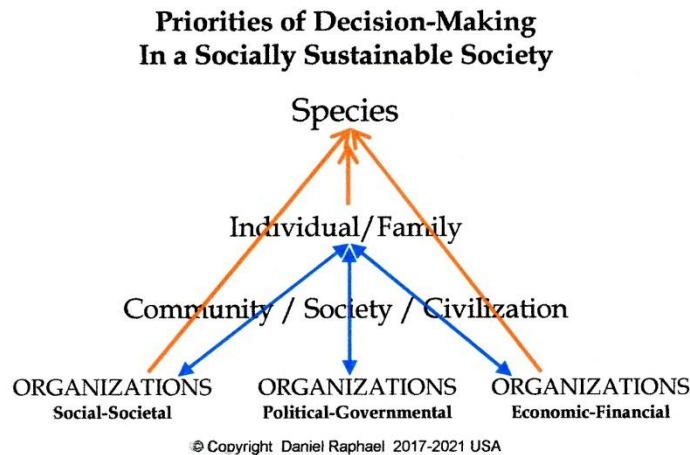 Priorities of Decision-Making
In a Socially Sustainable Society
Species
Individual/Family
Community / Society / Civilization
ORGANIZATIONS ORGANIZATIONS ORGANIZATIONS
Social-Societal Political-Governmental Economic-Financial
© Copyright Daniel Raphael 2017-2021 USA